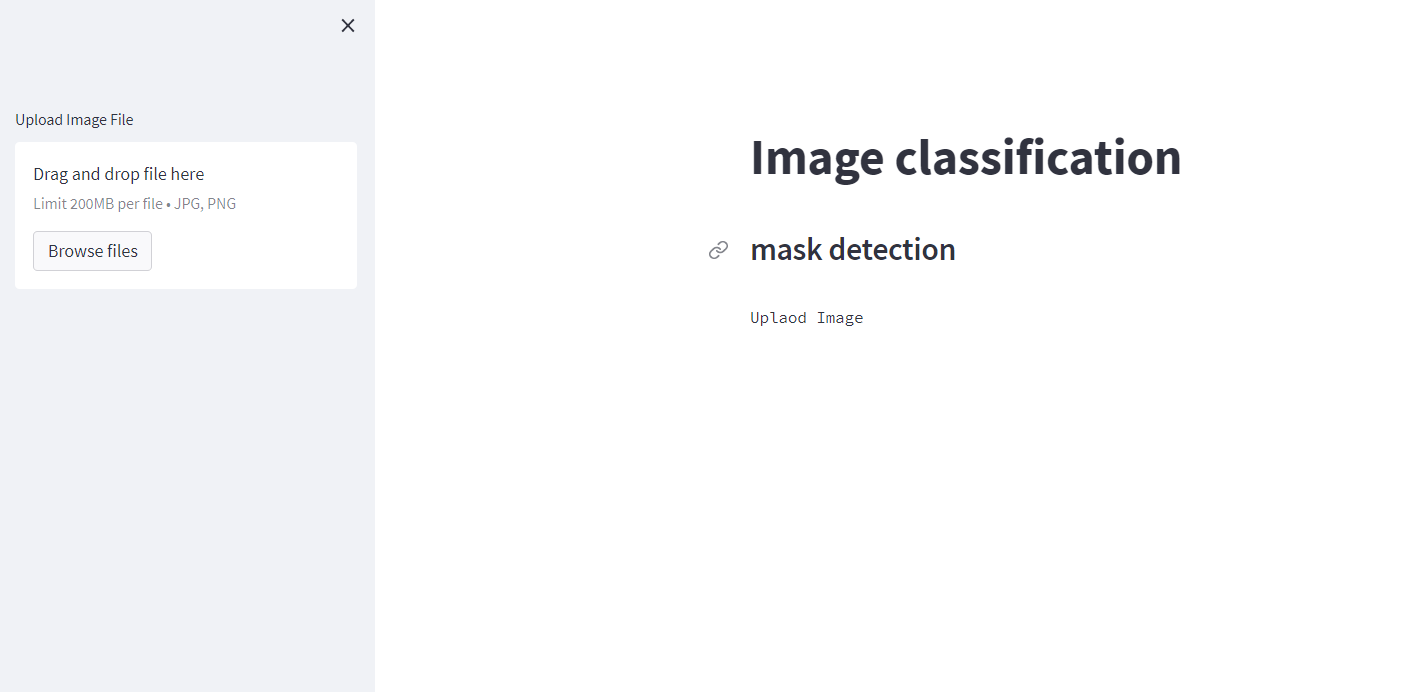 Upload Image File
Drag and drop file here
Limit 200MB per file • JPG, PNG
Browse files
Image classification
mask detection
Uplaod Image